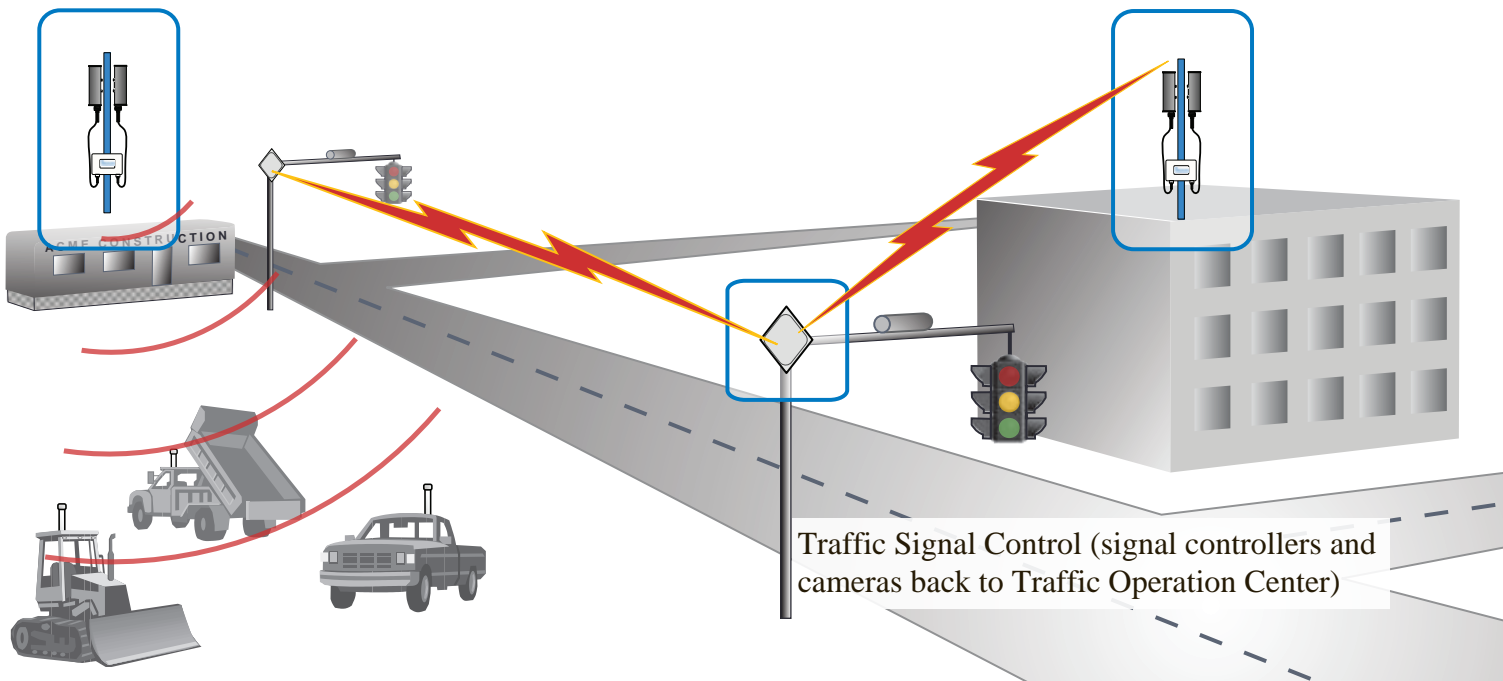 ACME CONSTRUCTION
Traffic Signal Control (signal controllers and
cameras back to Traffic Operation Center)